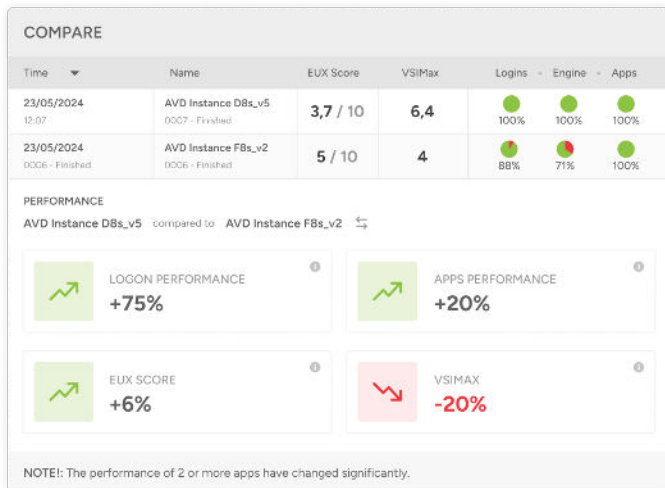 COMPARE
Time Name EUX Score VSIMax Logins - Engine - Apps
23/05/2024 AVD Instance D8s_v5 3,7 / 10 6,4
12:07 0007 - Finished 100% 100% 100%
23/05/2024 AVD Instance F8s_v2 5 / 10 4
0006 - Finished 0006 - Finished 88% 71% 100%
PERFORMANCE
AVD Instance D8s_v5 compared to AVD Instance F8s_v2
LOGON PERFORMANCE
+75%
APPS PERFORMANCE
+20%
EUX SCORE
+6%
VSIMAX
-20%
NOTE!: The performance of 2 or more apps have changed significantly.